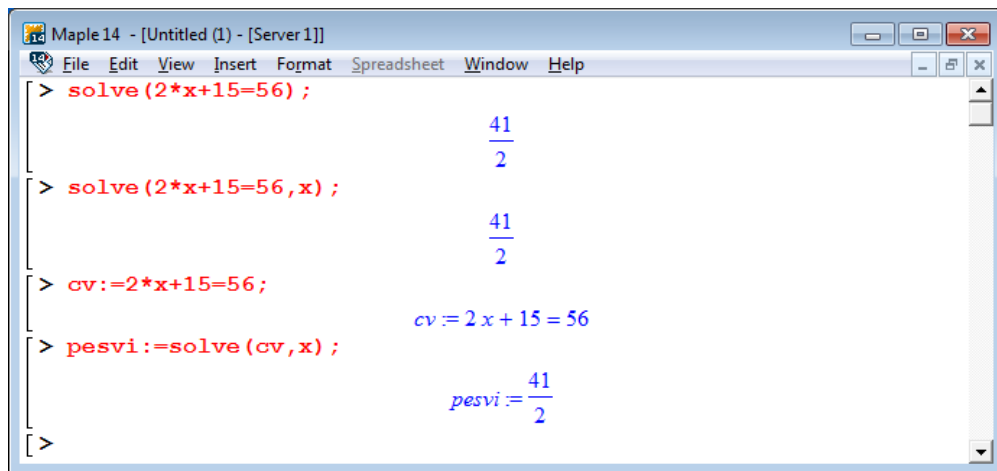 Maple 14 - [Untitled (1) - [Server 1]]
File Edit View Insert Format Spreadsheet Window Help
[ > solve(2*x+15=56);
41
2
[ > solve(2*x+15=56,x);
41
2
[ > cv:=2*x+15=56;
cv := 2 x + 15 = 56
[ > pesvi:=solve(cv,x);
pesvi := 41
2
[ >